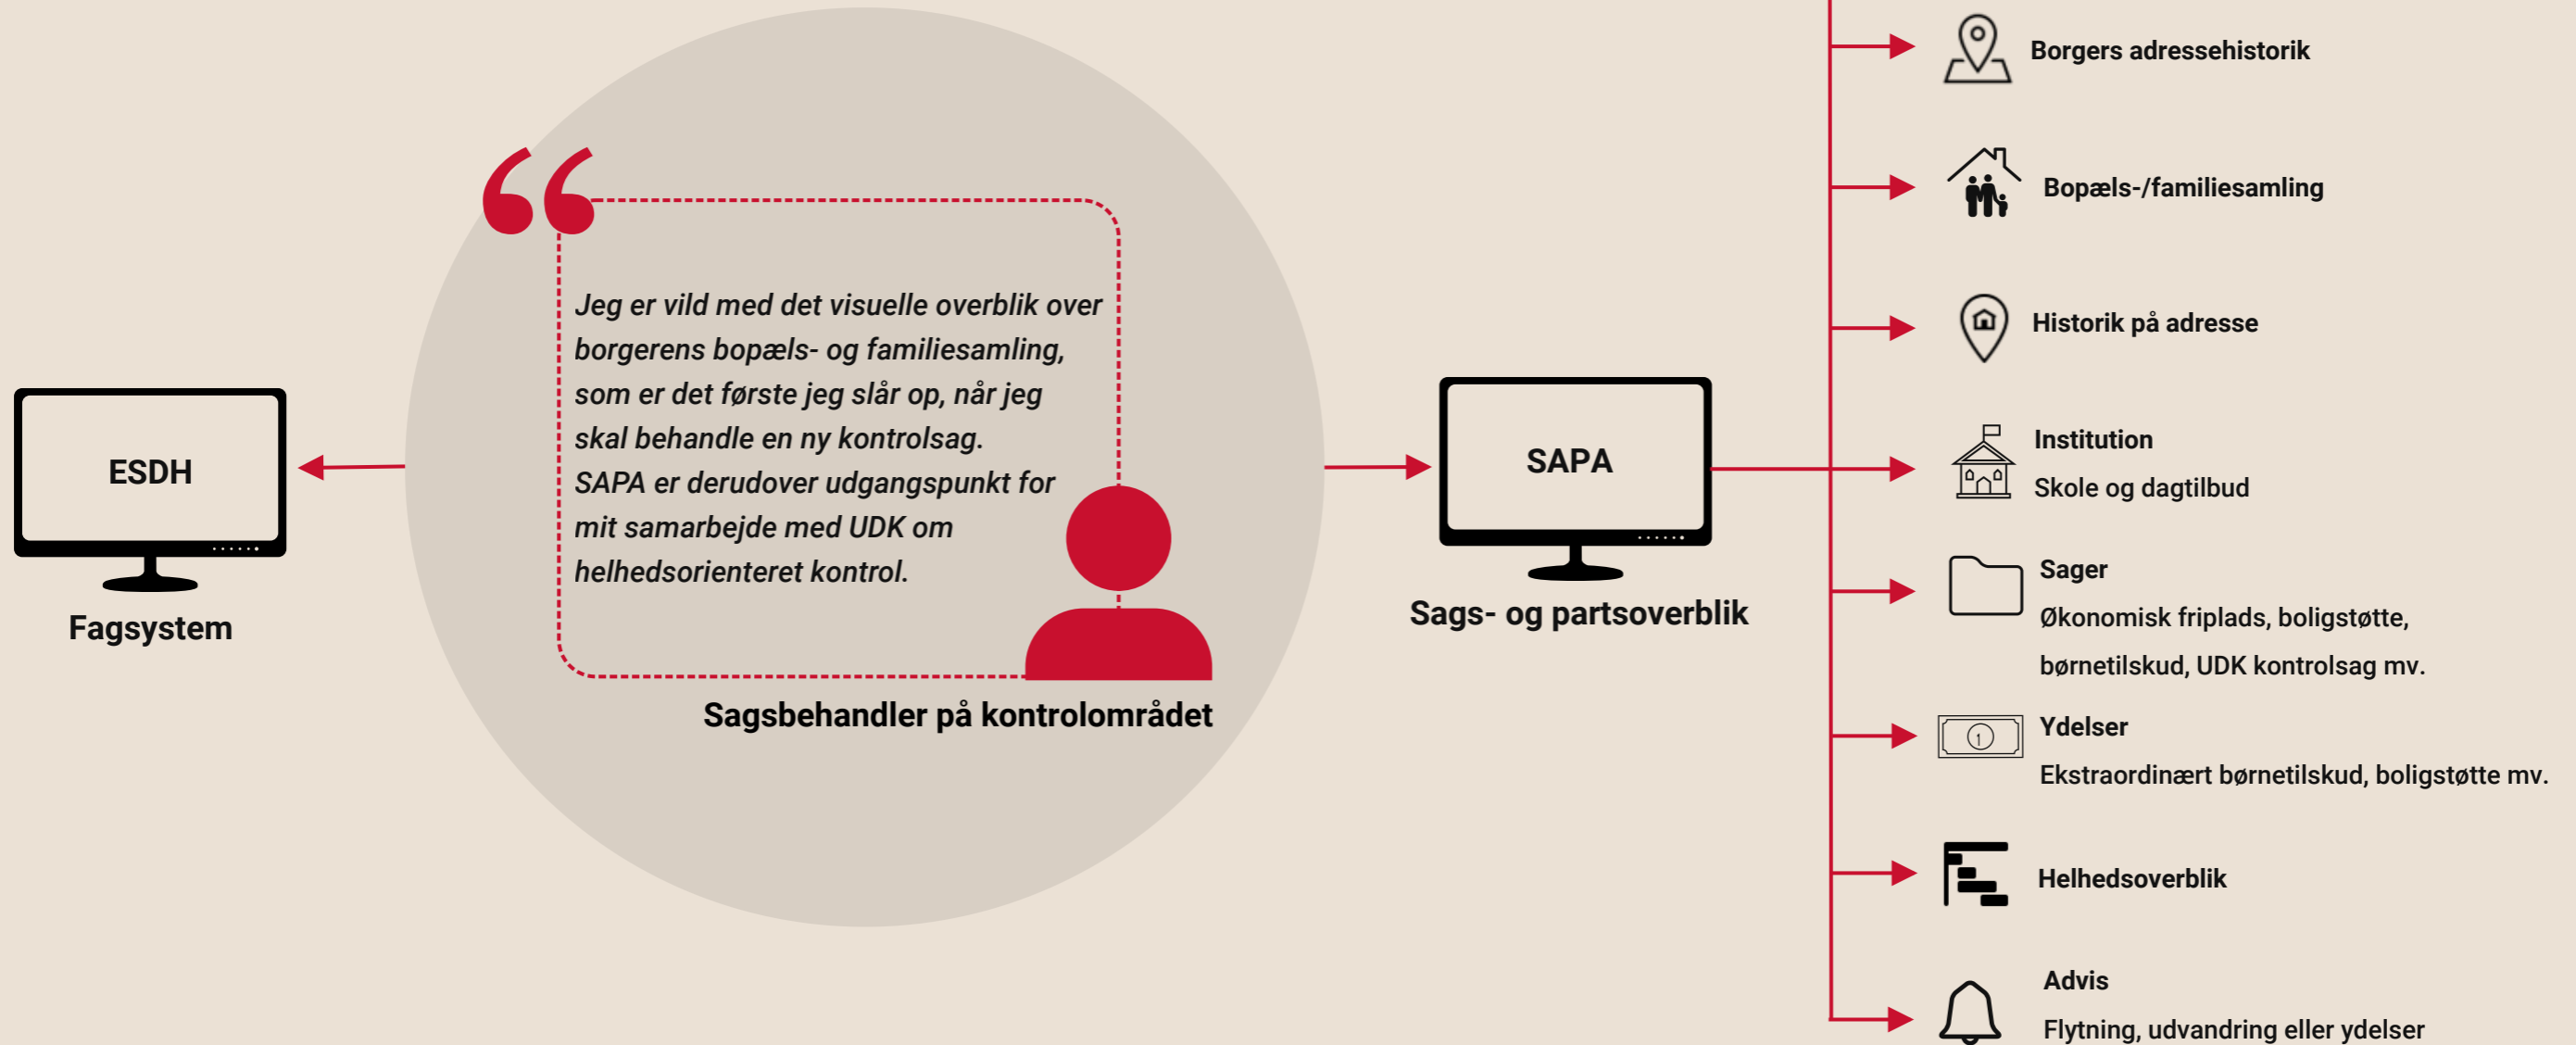 ESDH
Fagsystem
Jeg er vild med det visuelle overblik over
borgerens bopæls- og familiesamling,
som er det første jeg slår op, når jeg
skal behandle en ny kontrolsag.
SAPA er derudover udgangspunkt for
mit samarbejde med UDK om
helhedsorienteret kontrol.
Sagsbehandler på kontrolområdet
SAPA
Sags- og partsoverblik
Borgers adressehistorik
Bopæls-/familiesamling
Historik på adresse
Institution
Skole og dagtilbud
Sager
Økonomisk friplads, boligstøtte,
børnetilskud, UDK kontrolsag mv.
Ydelser
Ekstraordinært børnetilskud, boligstøtte mv.
Helhedsoverblik
Advis
Flytning, udvandring eller ydelser